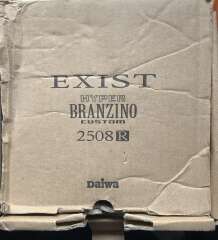 EXIST
HYPER
BRANZINO
CUSTOM
2508R
Daiwa